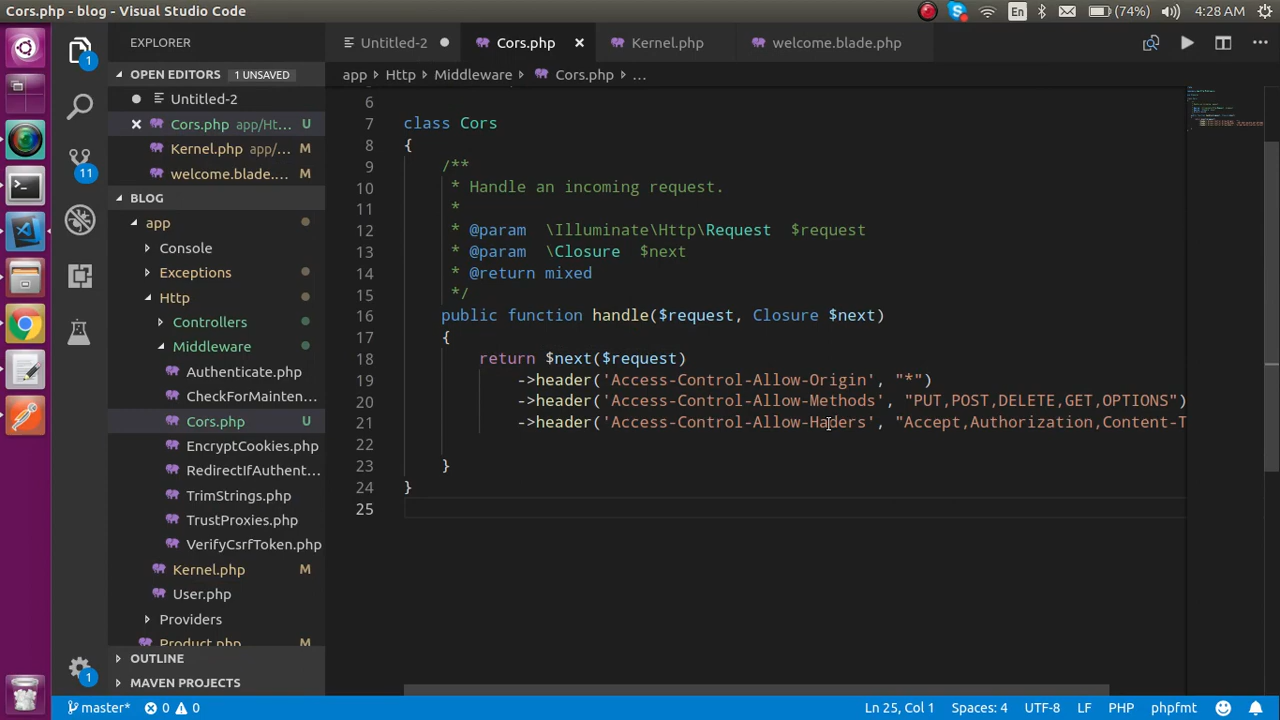 Cors.php - blog - Visual Studio Code
En
(74%)
4:28 AM
EXPLORER
Untitled-2
Cors.php
Kernel.php
welcome.blade.php
OPEN EDITORS 1 UNSAVED
app Http Middleware Cors.php ...
Untitled-2
Cors.php app/Ht... U
Kernel.php app/... M
welcome.blade.... M
BLOG
app
Console
Exceptions
Http
Controllers
Middleware
Authenticate.php
CheckForMainten...
Cors.php U
EncryptCookies.php
RedirectIfAuthent...
TrimStrings.php
TrustProxies.php
VerifyCsrfToken.php
Kernel.php M
User.php
Providers
Product.php M
OUTLINE
MAVEN PROJECTS
1
11
1
6
7 class Cors
8 {
9 /**
10 * Handle an incoming request.
11 *
12 * @param \Illuminate\Http\Request $request
13 * @param \Closure $next
14 * @return mixed
15 */
16 public function handle($request, Closure $next)
17 {
18 return $next($request)
19 ->header('Access-Control-Allow-Origin', "*")
20 ->header('Access-Control-Allow-Methods', "PUT,POST,DELETE,GET,OPTIONS")
21 ->header('Access-Control-Allow-Haders', "Accept,Authorization,Content-T
22
23 }
24 }
25
master* 0 0
Ln 25, Col 1 Spaces: 4 UTF-8 LF PHP phpfmt